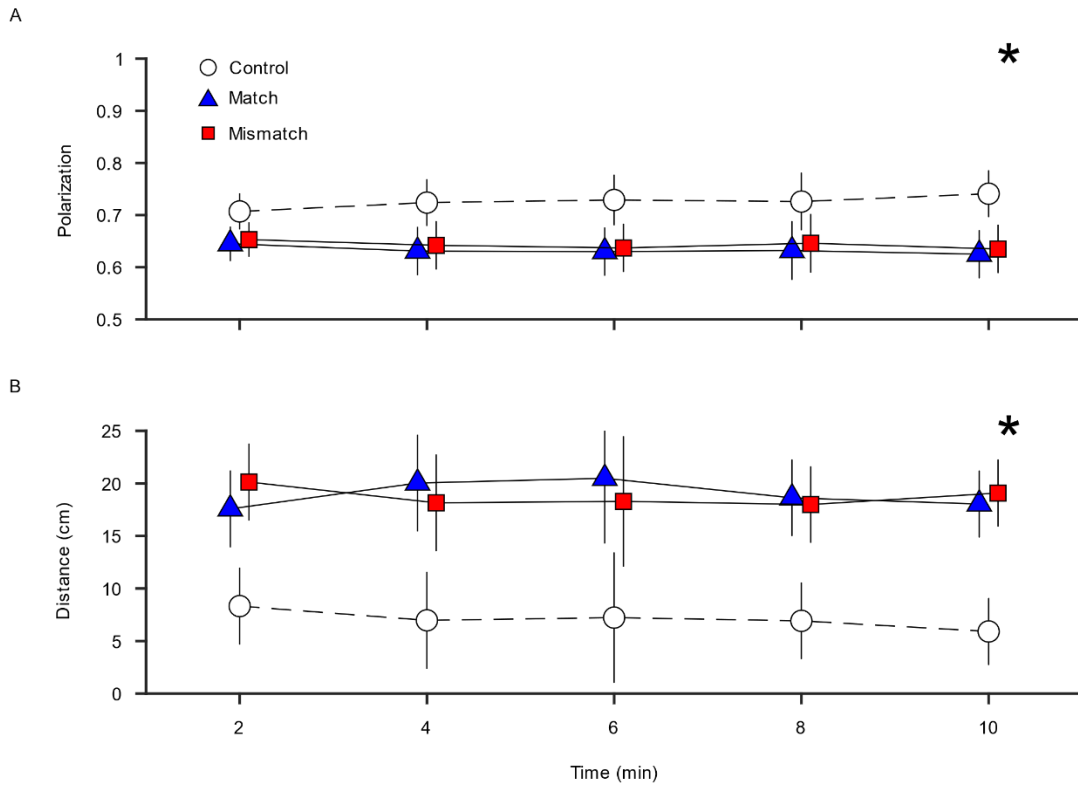 A
*
1
Control
Match
0.9
Mismatch
0.8
Polarization
0.7
0.6
0.5
B
*
25
20
15
Distance (cm)
10
5
0
2 4 6 8 10
Time (min)